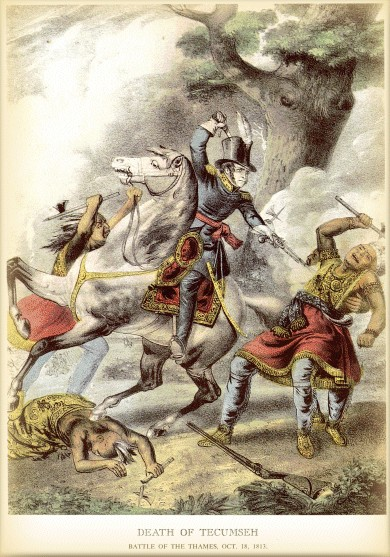 DEATH OF TECUMSEH
BATTLE OF THE THAMES, OCT. 18, 1813.